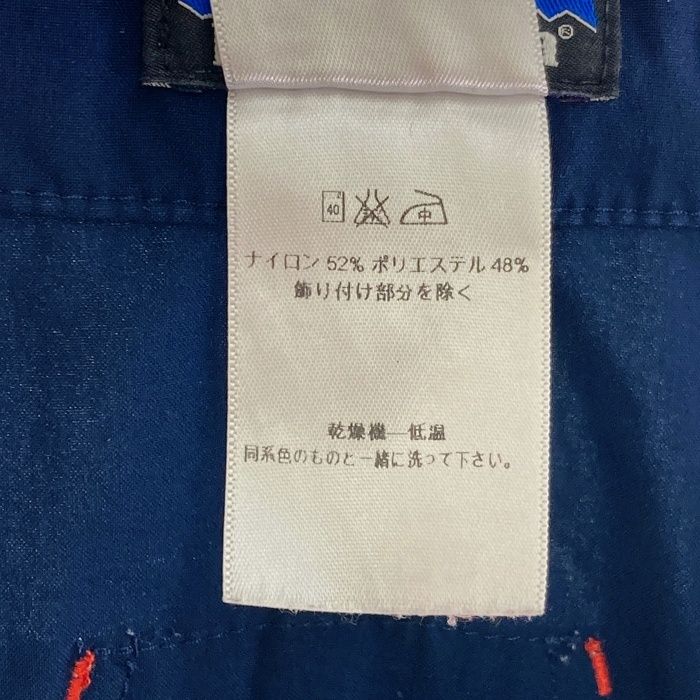 ®
40 中
ナイロン 52% ポリエステル 48%
飾り付け部分を除く
乾燥機—低温
同系色のものと一緒に洗って下さい。